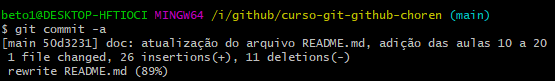 beto1@DESKTOP-HFTIOCI MINGW64 /i/github/curso-git-github-choren (main)
$ git commit -a
[main 50d3231] doc: atualização do arquivo README.md, adição das aulas 10 a 20
 1 file changed, 26 insertions(+), 11 deletions(-)
 rewrite README.md (89%)